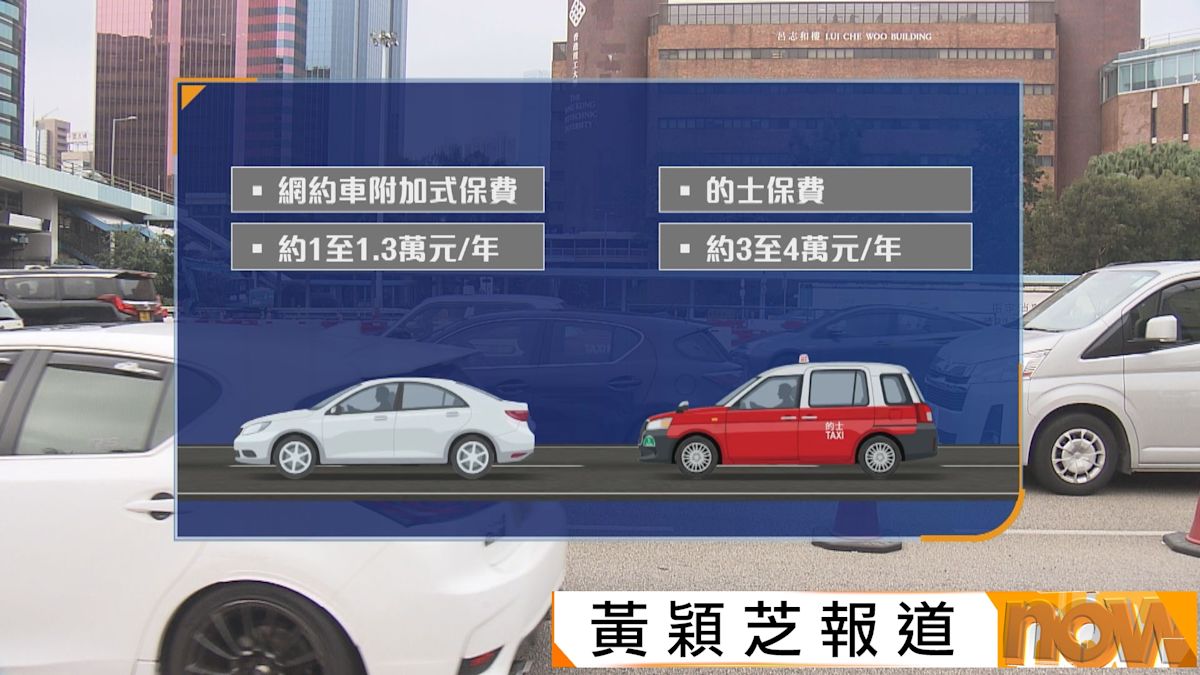 呂志和樓 LUI CHE WOO BUILDING
▪ 網約車附加式保費
▪ 約1至1.3萬元/年
▪ 的士保費
▪ 約3至4萬元/年
的士
TAXI
黃穎芝報道
now